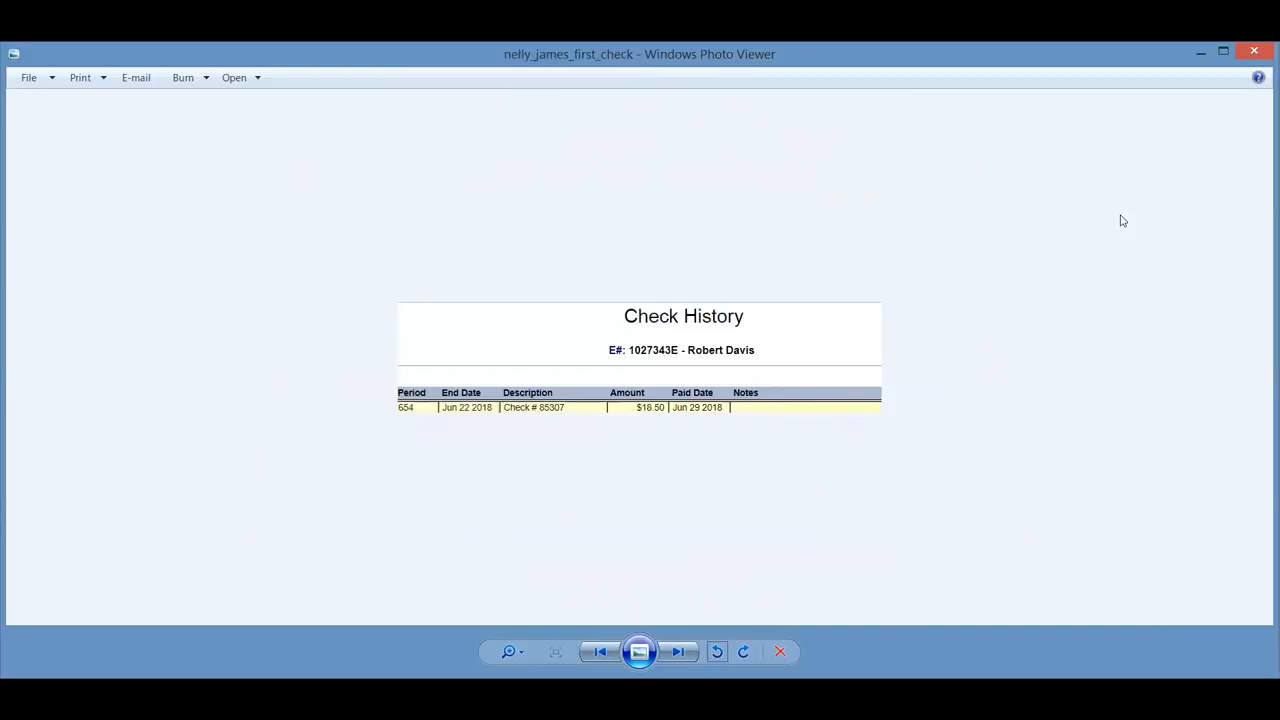 nelly_james_first_check - Windows Photo Viewer
File Print E-mail Burn Open
Check History
E#: 1027343E - Robert Davis
Period End Date Description Amount Paid Date Notes
654 Jun 22 2018 Check # 85307 $18.50 Jun 29 2018